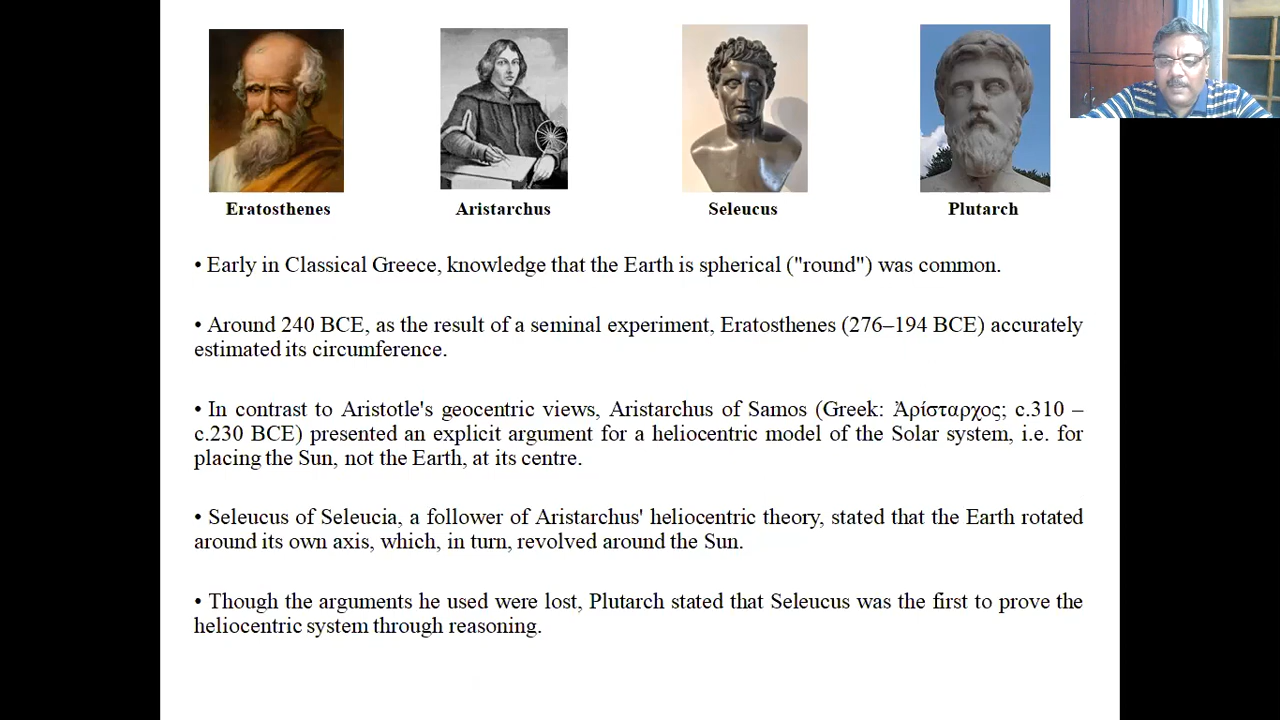 Eratosthenes
Aristarchus
Seleucus
Plutarch
• Early in Classical Greece, knowledge that the Earth is spherical ("round") was common.
• Around 240 BCE, as the result of a seminal experiment, Eratosthenes (276–194 BCE) accurately
estimated its circumference.
• In contrast to Aristotle's geocentric views, Aristarchus of Samos (Greek: Ἀρίσταρχος; c.310 –
c.230 BCE) presented an explicit argument for a heliocentric model of the Solar system, i.e. for
placing the Sun, not the Earth, at its centre.
• Seleucus of Seleucia, a follower of Aristarchus' heliocentric theory, stated that the Earth rotated
around its own axis, which, in turn, revolved around the Sun.
• Though the arguments he used were lost, Plutarch stated that Seleucus was the first to prove the
heliocentric system through reasoning.